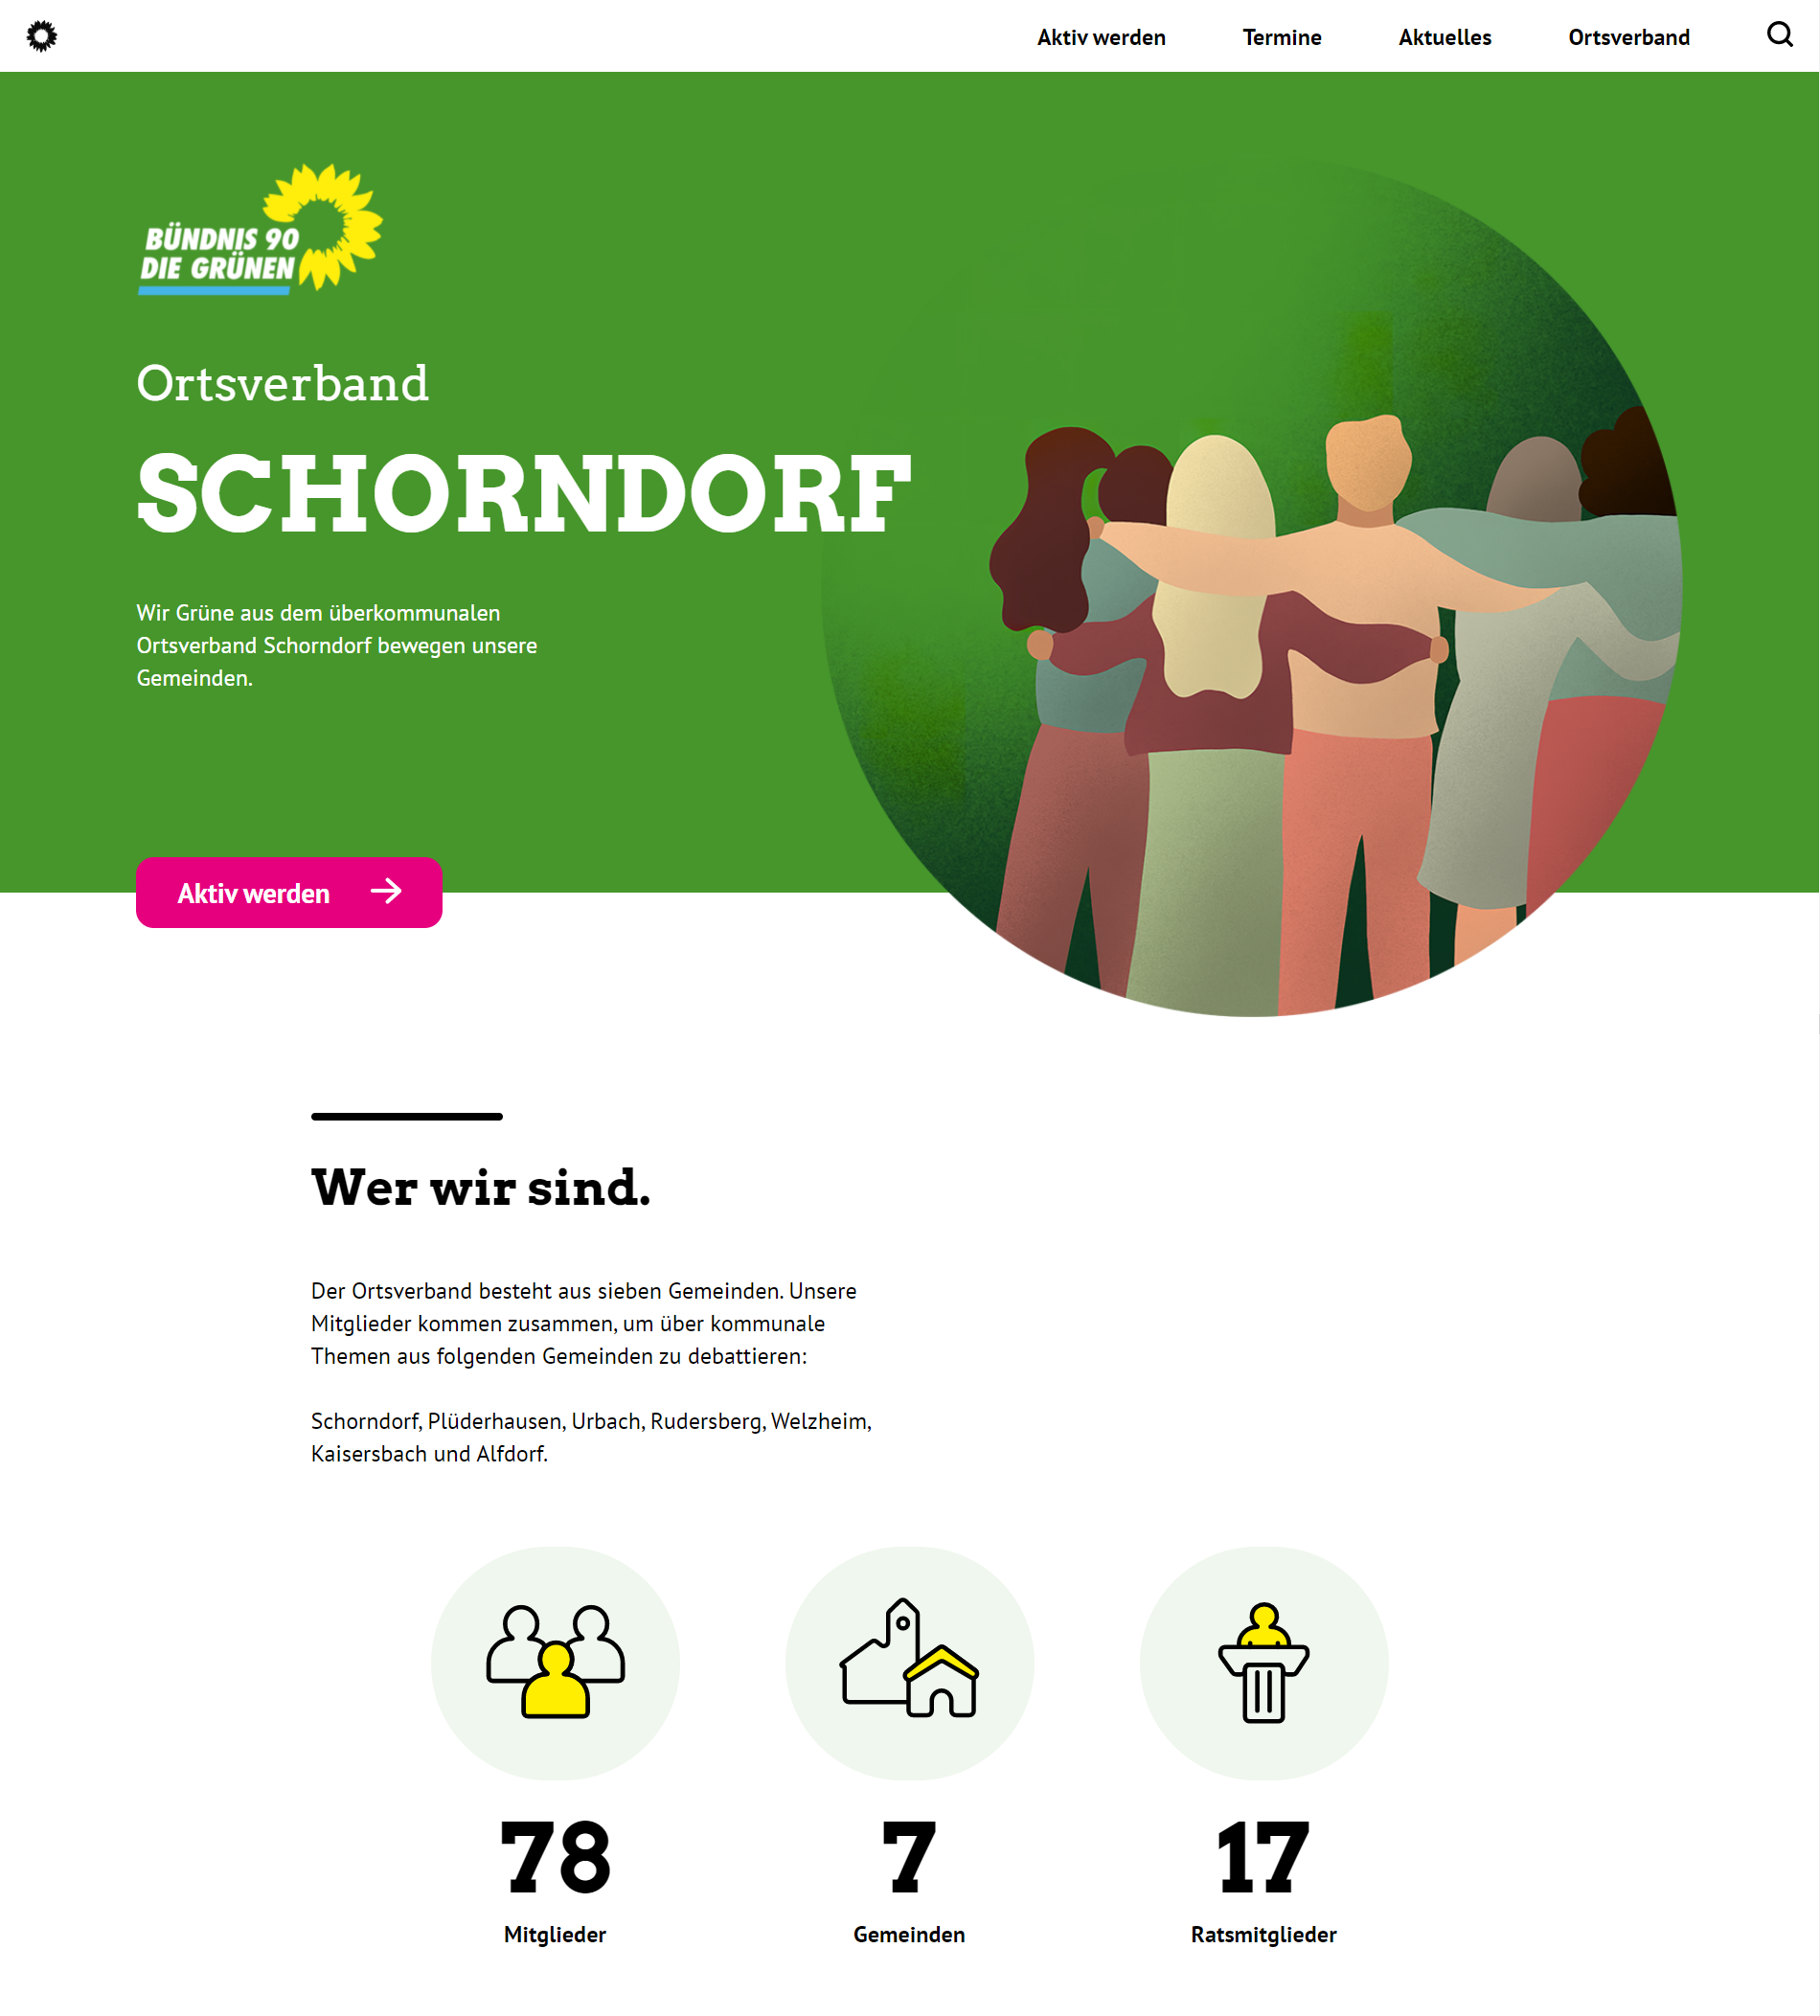 Aktiv werden Termine Aktuelles Ortsverband
BÜNDNIS 90
DIE GRÜNEN
Ortsverband
SCHORNDORF
Wir Grüne aus dem überkommunalen
Ortsverband Schorndorf bewegen unsere
Gemeinden.
Aktiv werden
Wer wir sind.
Der Ortsverband besteht aus sieben Gemeinden. Unsere
Mitglieder kommen zusammen, um über kommunale
Themen aus folgenden Gemeinden zu debattieren:
Schorndorf, Plüderhausen, Urbach, Rudersberg, Welzheim,
Kaisersbach und Alfdorf.
78 7 17
Mitglieder Gemeinden Ratsmitglieder